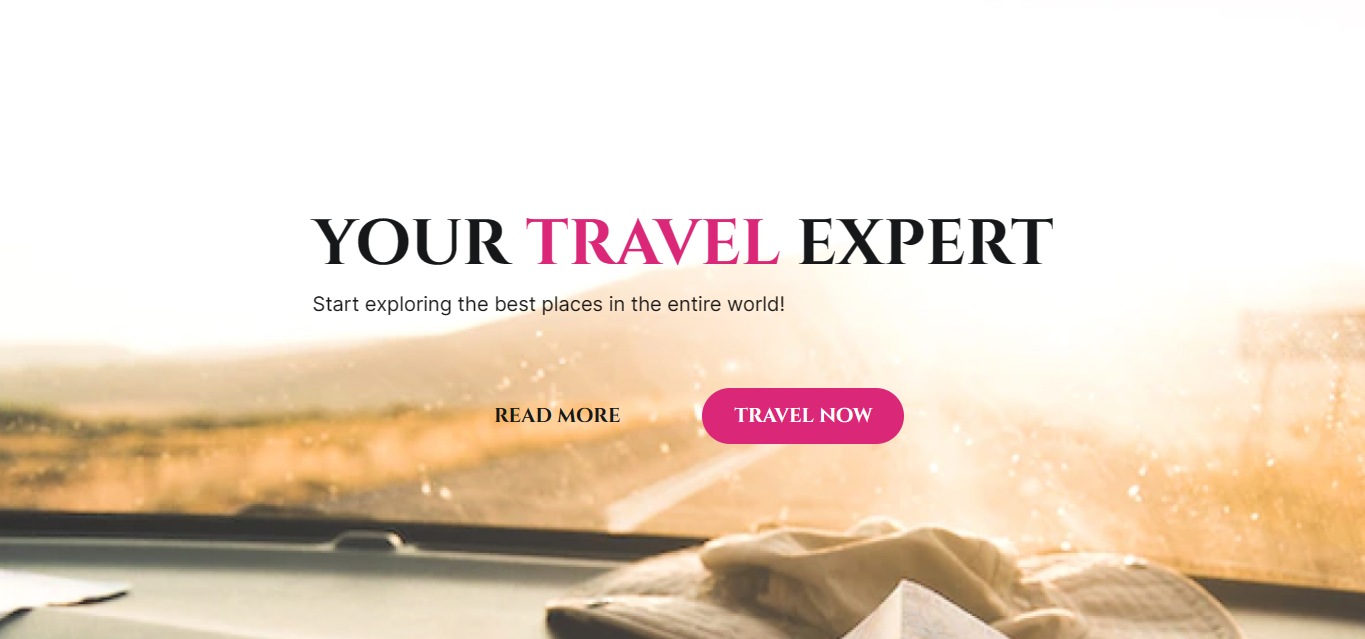 YOUR TRAVEL EXPERT
Start exploring the best places in the entire world!
READ MORE
TRAVEL NOW